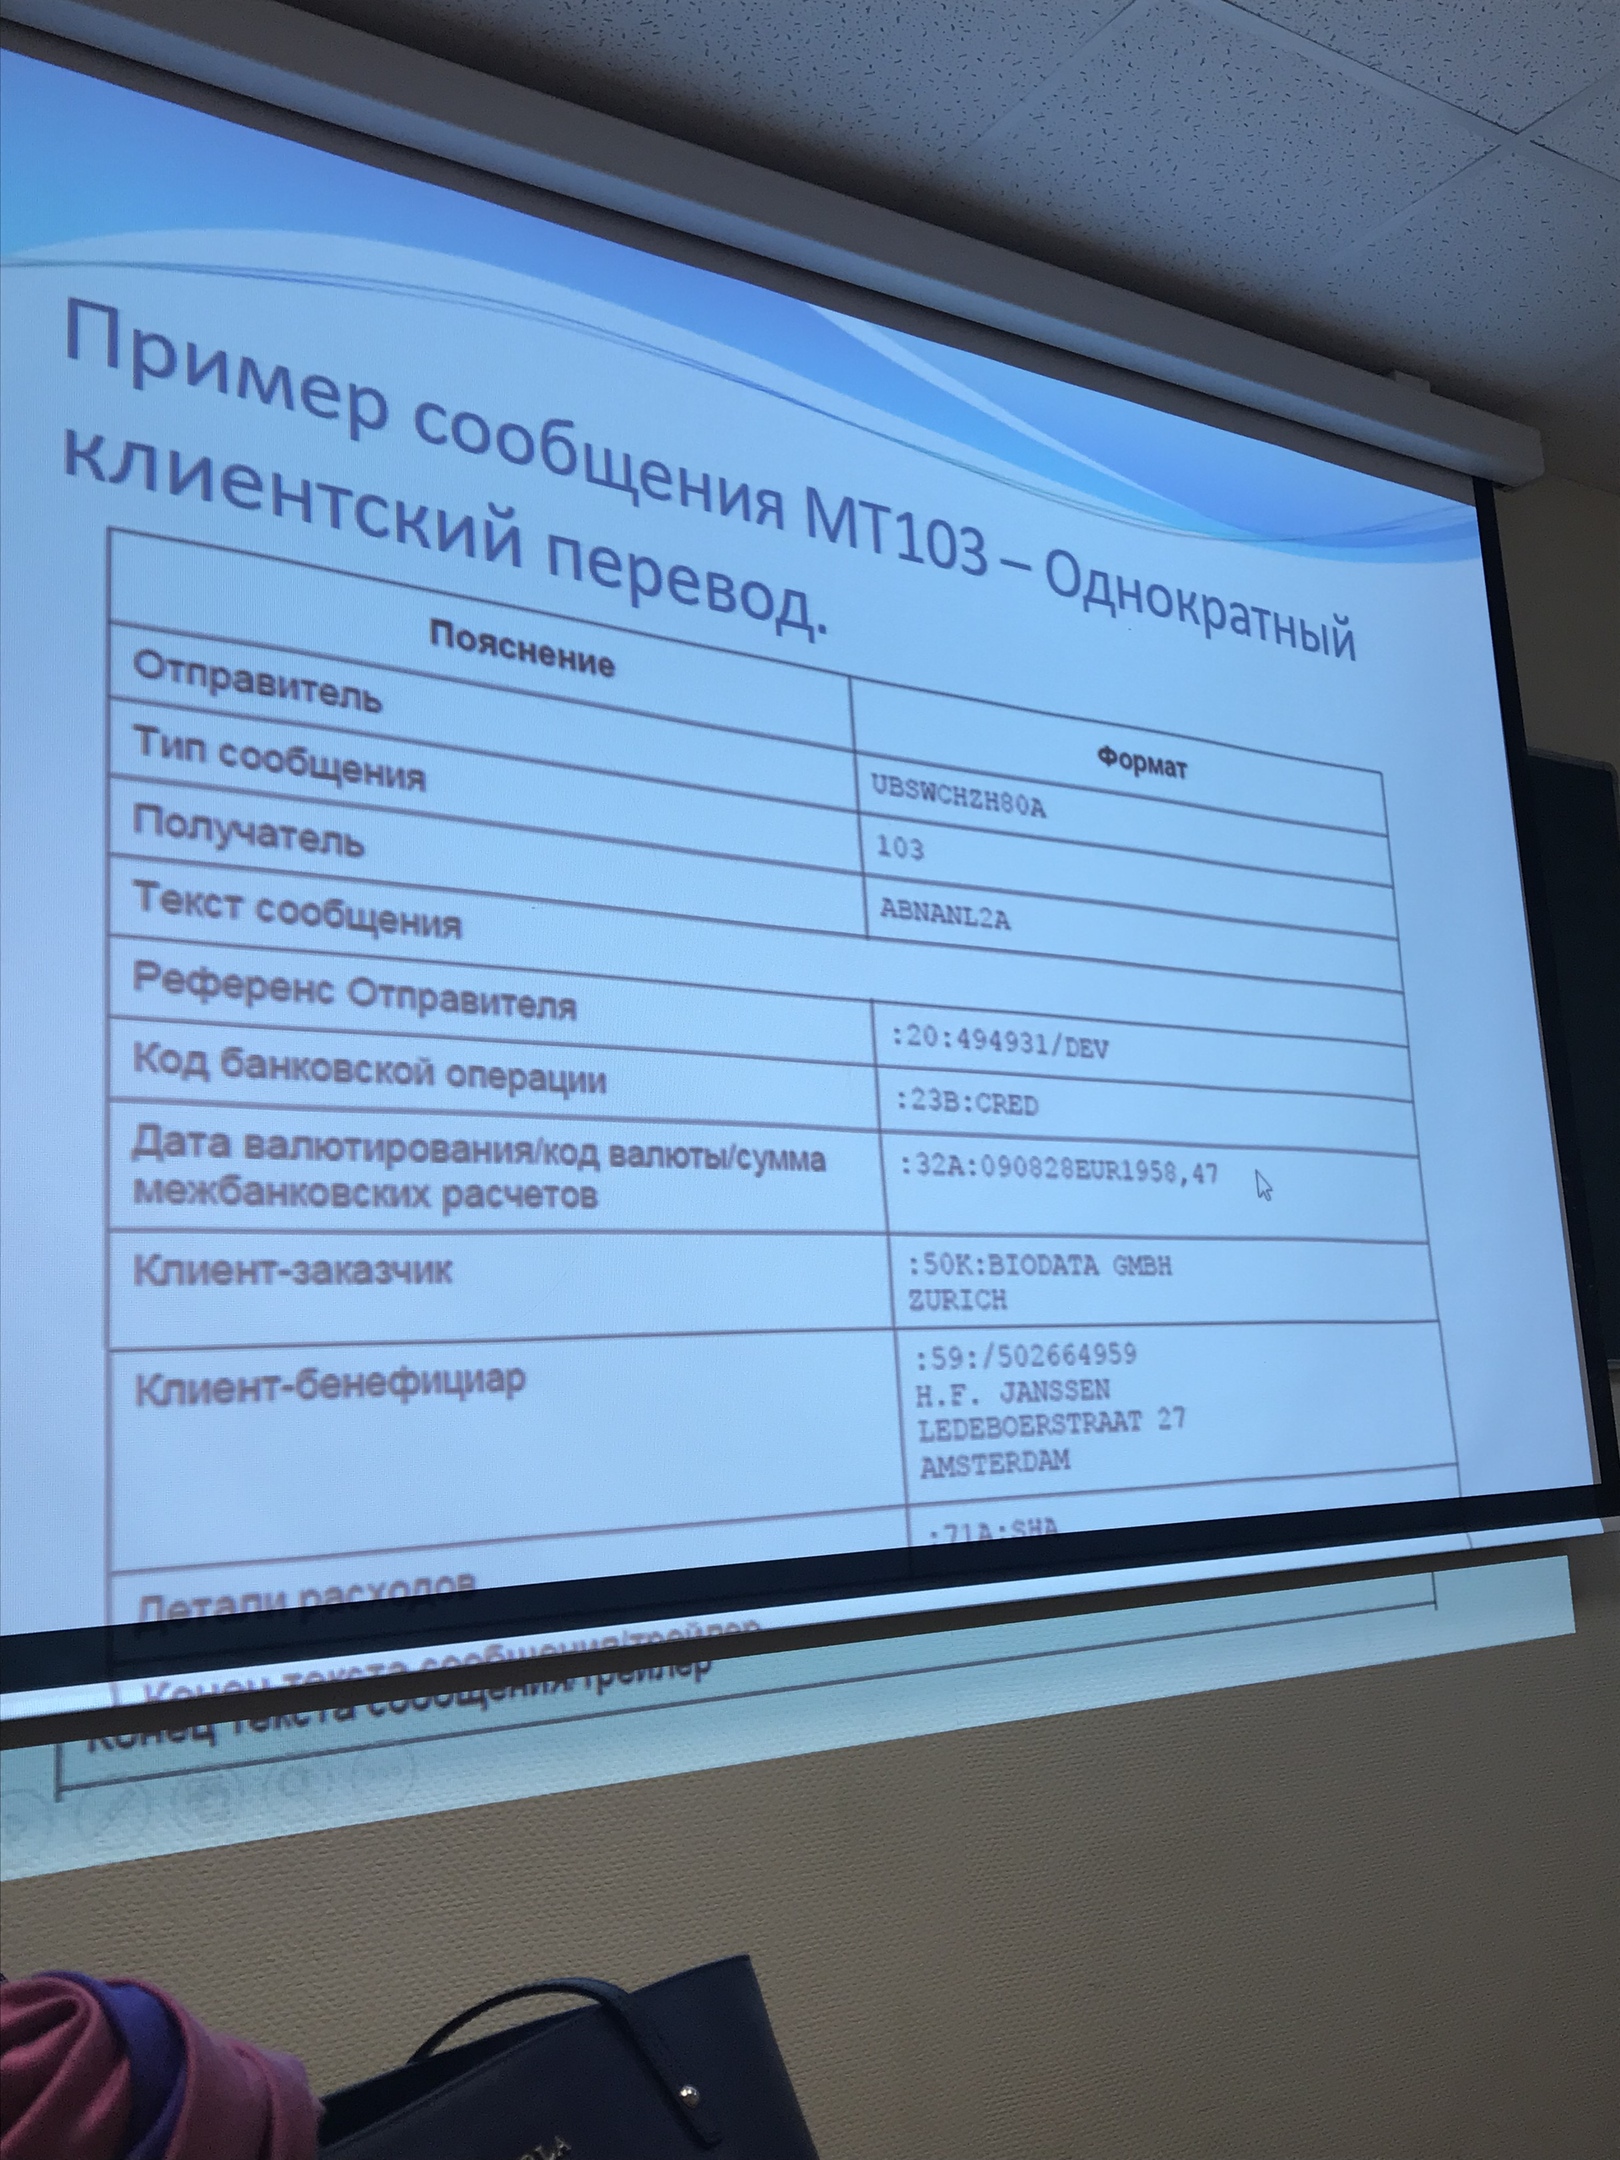 Пример сообщения МТ103 – Однократный
клиентский перевод.
Пояснение
Формат
Отправитель
UBSWCHZH80A
Тип сообщения
103
Получатель
ABNANL2A
Текст сообщения
Референс Отправителя
:20:494931/DEV
Код банковской операции
:23B:CRED
Дата валютирования/код валюты/сумма
межбанковских расчетов
:32A:090828EUR1958,47
Клиент-заказчик
:50K:BIODATA GMBH
ZURICH
Клиент-бенефициар
:59:/502664959
H.F. JANSSEN
LEDEBOERSTRAAT 27
AMSTERDAM
Детали расходов
:71A:SHA
Конец текста сообщения/трейлер